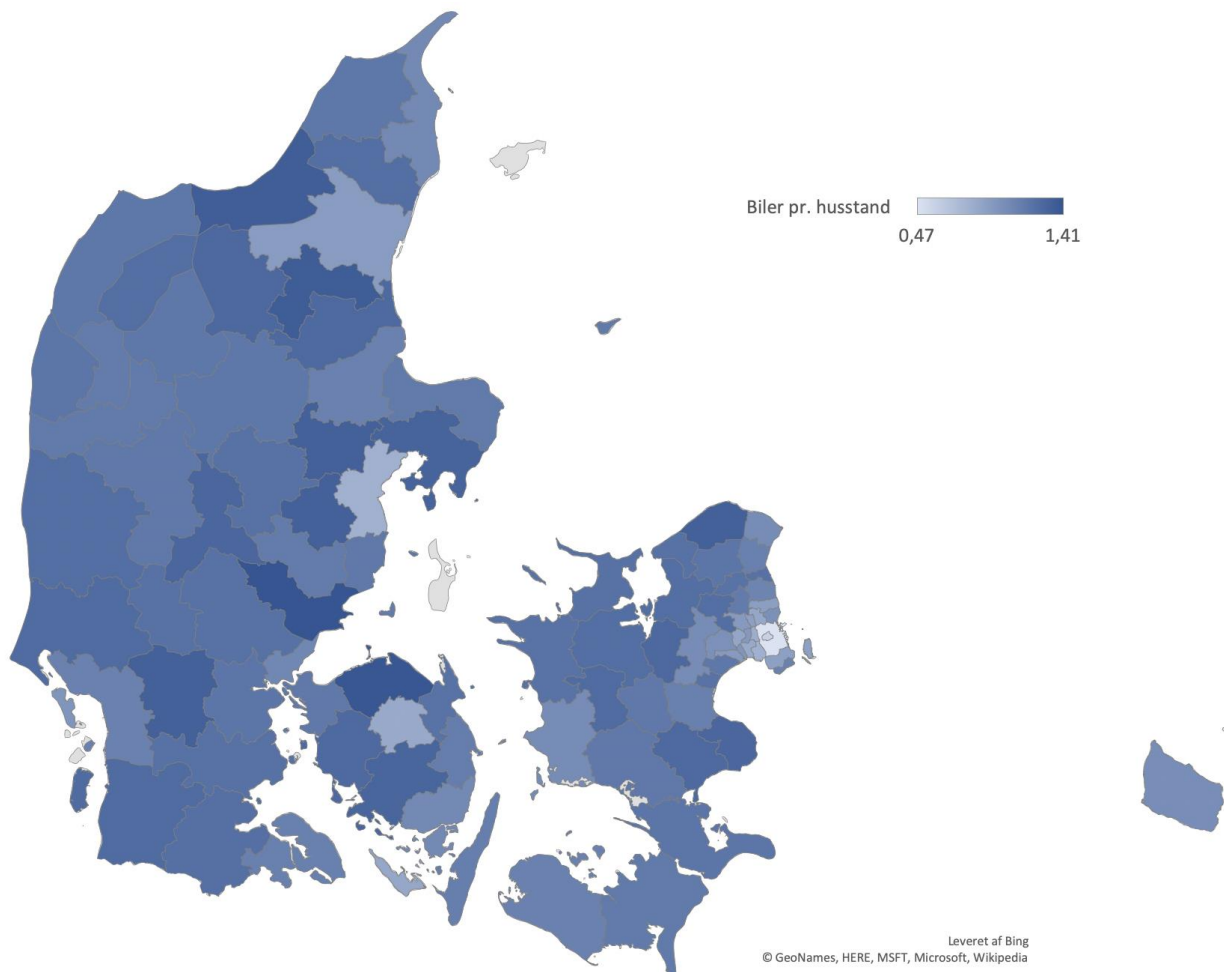 Biler pr. husstand
0,47 1,41
Leveret af Bing
© GeoNames, HERE, MSFT, Microsoft, Wikipedia